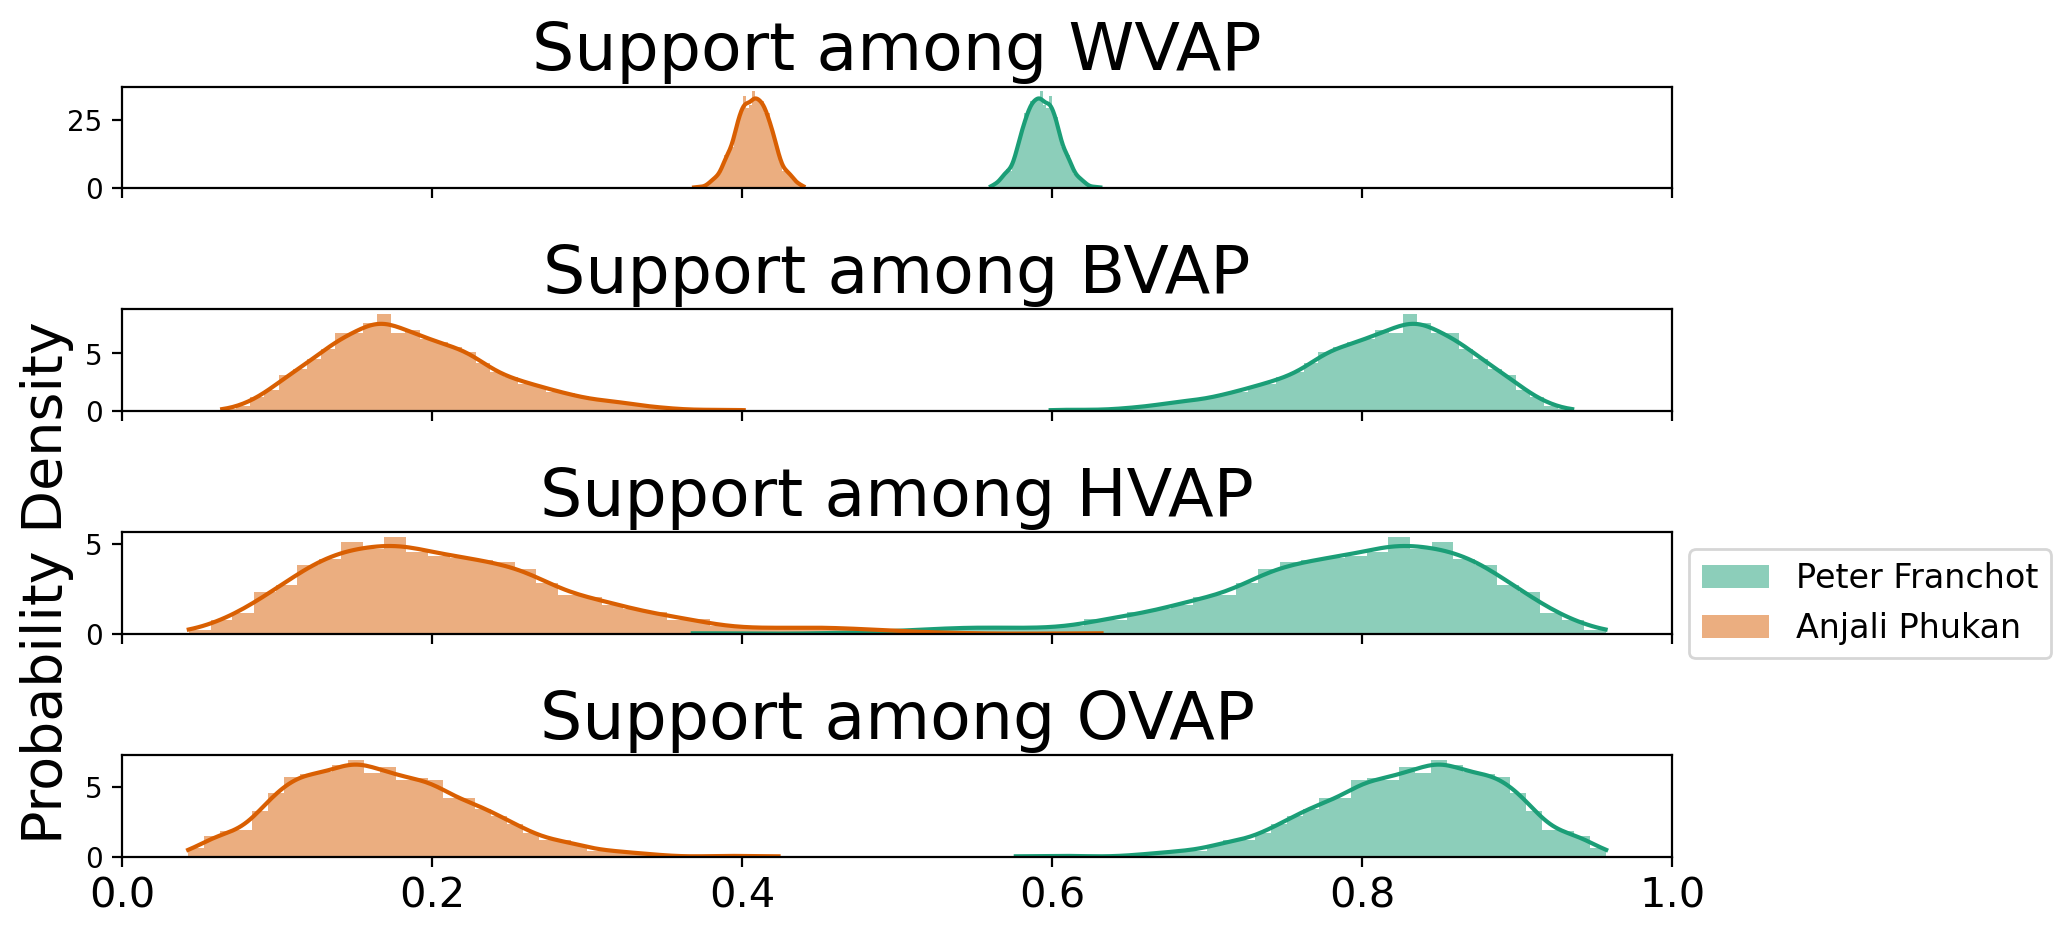 Support among WVAP
25
0
Support among BVAP
5
0
Support among HVAP
5
0
Support among OVAP
5
0
0.0 0.2 0.4 0.6 0.8 1.0
Probability Density
Peter Franchot
Anjali Phukan